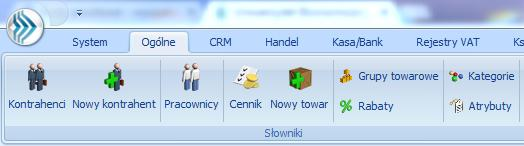 System Ogólne CRM Handel Kasa/Bank Rejestry VAT Ks
Kontrahenci Nowy kontrahent Pracownicy Cennik Nowy towar Grupy towarowe Kategorie
Rabaty Atrybuty
Słowniki